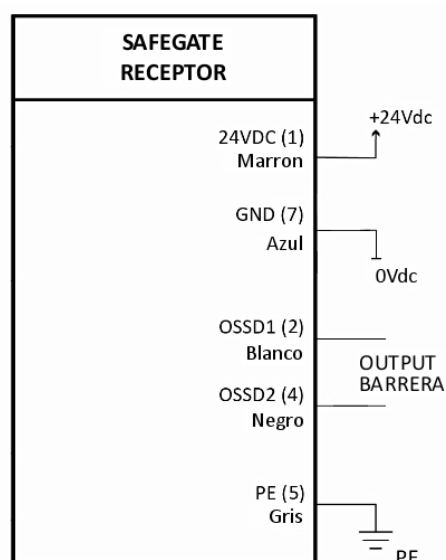 SAFEGATE
RECEPTOR
24VDC (1)
Marron
+24Vdc
GND (7)
Azul
0Vdc
OSSD1 (2)
Blanco
OUTPUT
BARRERA
OSSD2 (4)
Negro
PE (5)
Gris
PE